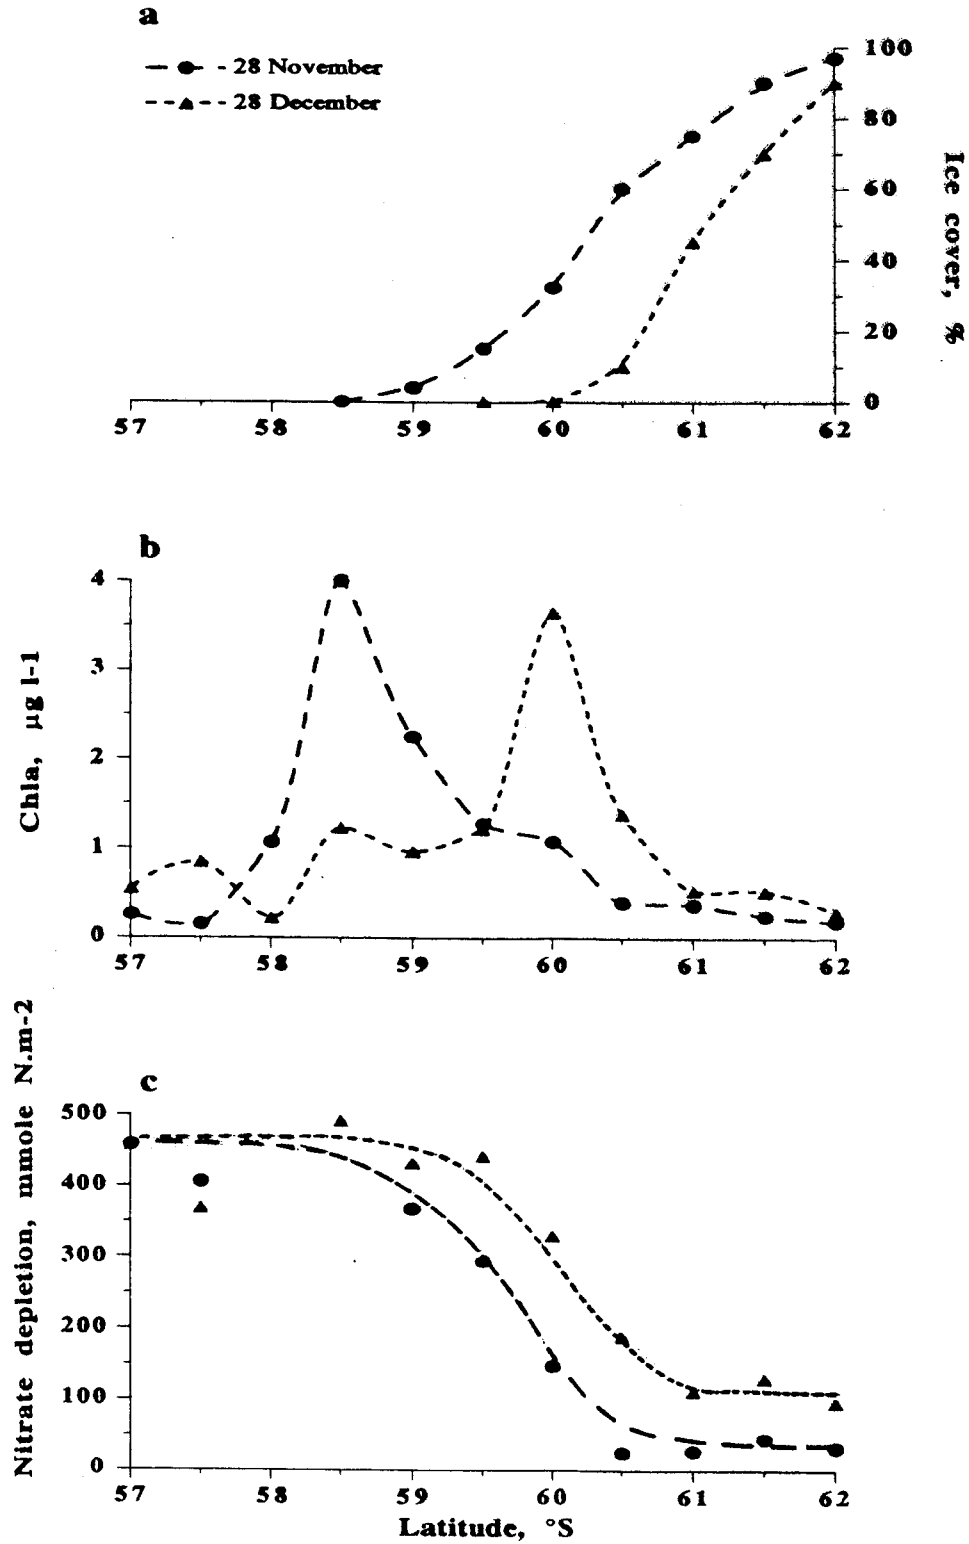 a
28 November
28 December
100
80
60
40
20
0
Ice cover, %
57 58 59 60 61 62
b
4
3
2
1
0
Chla, µg l-1
57 58 59 60 61 62
c
500
400
300
200
100
0
Nitrate depletion, mmole N.m-2
57 58 59 60 61 62
Latitude, °S